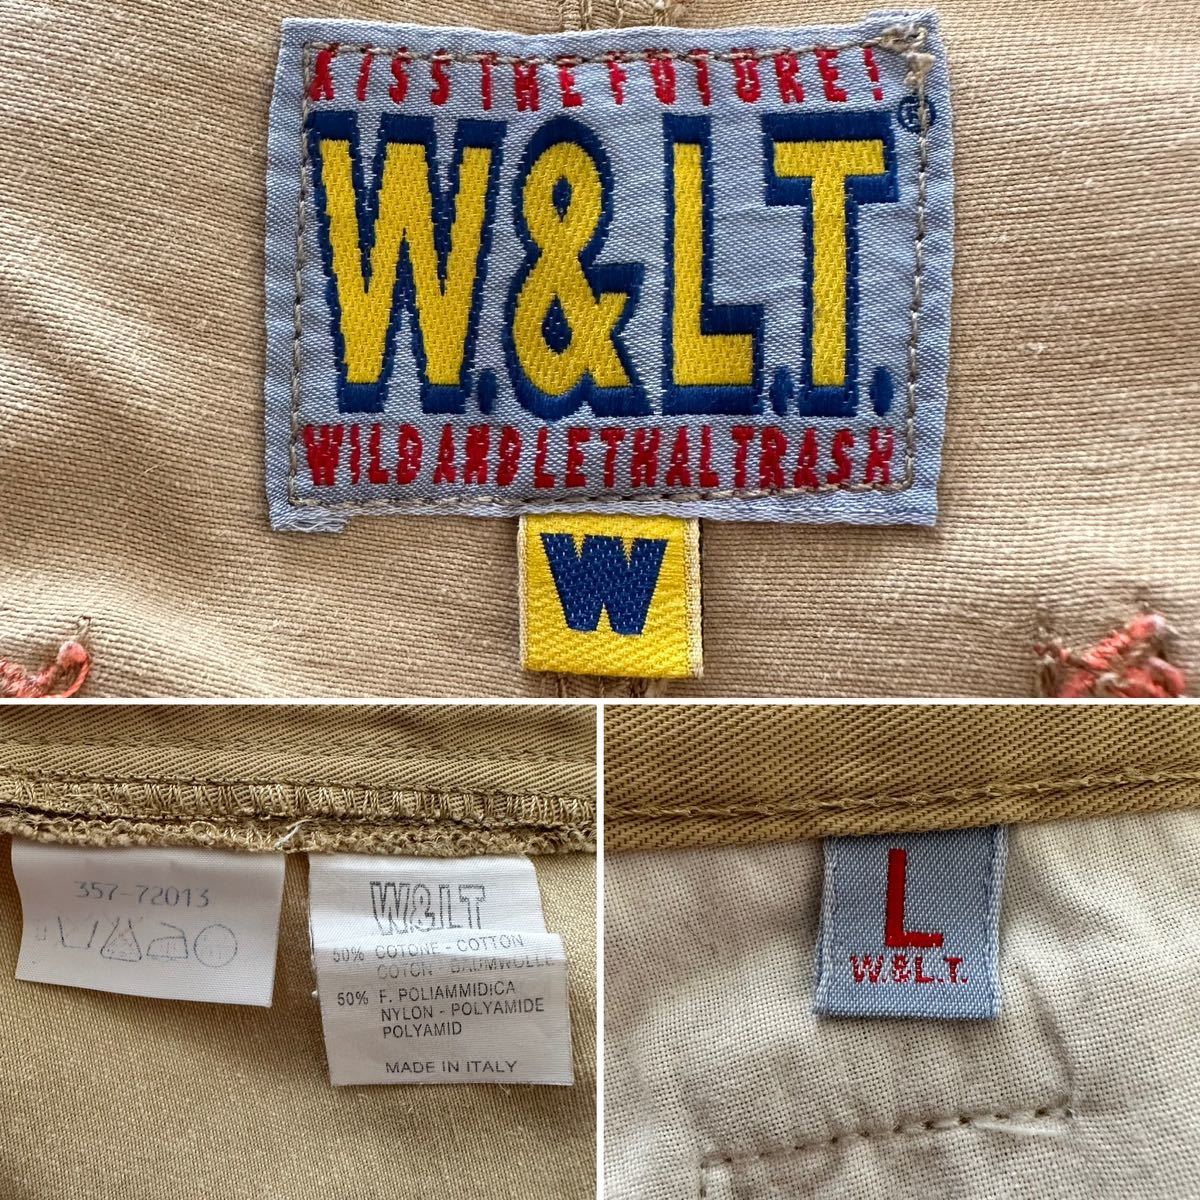 KISS THE FUTURE!
W.&L.T.®
WILD AND LETHAL TRASH
W
357-72013
W.&L.T
50% COTONE - COTTON
COTON - BAUMWOLLE
50% F. POLIAMMIDICA
NYLON - POLYAMIDE
POLYAMID
MADE IN ITALY
L
W.&L.T.